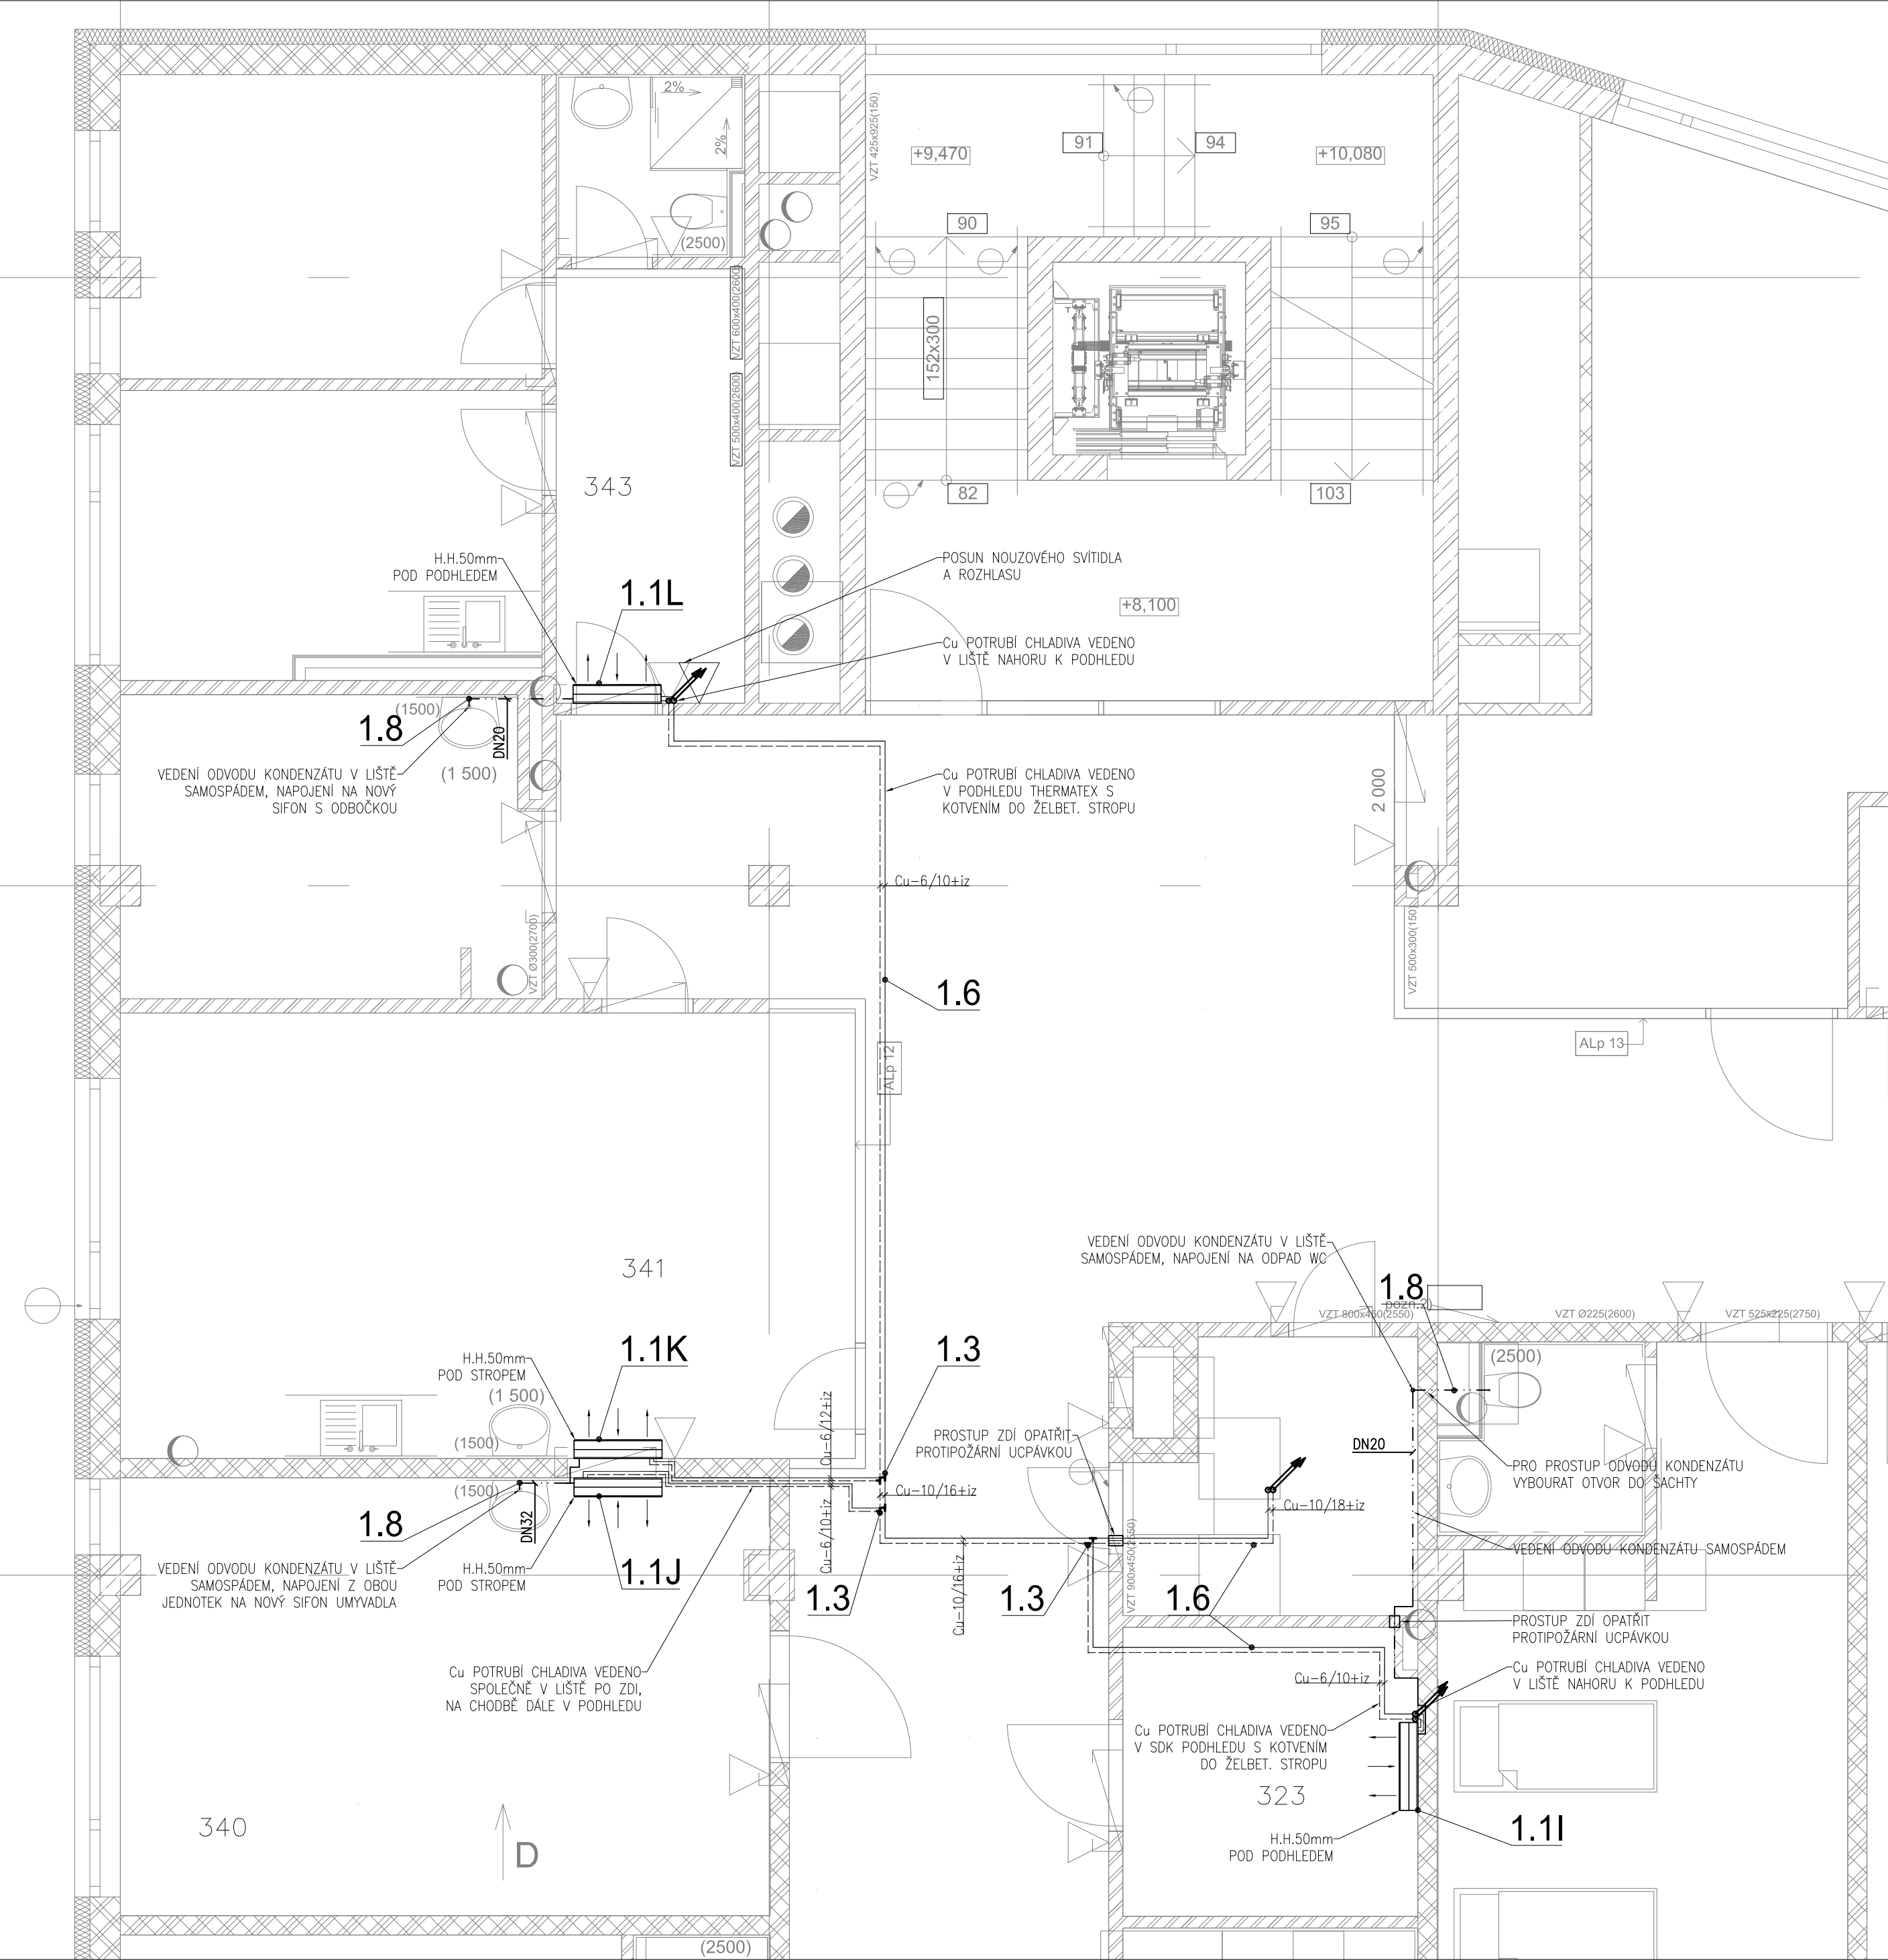 2%
2%
(2500)
VZT 425x925(150)
+9,470
91
94
+10,080
90
95
152x300
VZT 600x400(2600)
VZT 500x400(2600)
82
103
343
H.H.50mm
POD PODHLEDEM
1.1L
POSUN NOUZOVÉHO SVÍTIDLA
A ROZHLASU
+8,100
Cu POTRUBÍ CHLADIVA VEDENO
V LIŠTĚ NAHORU K PODHLEDU
(1500)
1.8
DN20
(1 500)
VEDENÍ ODVODU KONDENZÁTU V LIŠTĚ
SAMOSPÁDEM, NAPOJENÍ NA NOVÝ
SIFON S ODBOČKOU
Cu POTRUBÍ CHLADIVA VEDENO
V PODHLEDU THERMATEX S
KOTVENÍM DO ŽELBET. STROPU
2 000
Cu-6/10+iz
VZT Ø300(2700)
VZT 500x300(150)
1.6
ALp 12
ALp 13
341
VEDENÍ ODVODU KONDENZÁTU V LIŠTĚ
SAMOSPÁDEM, NAPOJENÍ NA ODPAD WC
1.8
pozn.2)
VZT 800x450(2550)
VZT Ø225(2600)
VZT 525x225(2750)
(2500)
H.H.50mm
POD STROPEM
1.1K
1.3
(1 500)
(1500)
Cu-6/12+iz
PROSTUP ZDÍ OPATŘIT
PROTIPOŽÁRNÍ UCPÁVKOU
DN20
PRO PROSTUP ODVODU KONDENZÁTU
VYBOURAT OTVOR DO ŠACHTY
(1500)
1.8
DN32
Cu-10/16+iz
Cu-6/10+iz
Cu-10/18+iz
VEDENÍ ODVODU KONDENZÁTU V LIŠTĚ
SAMOSPÁDEM, NAPOJENÍ Z OBOU
JEDNOTEK NA NOVÝ SIFON UMYVADLA
H.H.50mm
POD STROPEM
1.1J
1.3
Cu-10/16+iz
1.3
VZT 900x450(2550)
1.6
VEDENÍ ODVODU KONDENZÁTU SAMOSPÁDEM
PROSTUP ZDÍ OPATŘIT
PROTIPOŽÁRNÍ UCPÁVKOU
Cu POTRUBÍ CHLADIVA VEDENO
SPOLEČNĚ V LIŠTĚ PO ZDI,
NA CHODBĚ DÁLE V PODHLEDU
Cu-6/10+iz
Cu POTRUBÍ CHLADIVA VEDENO
V LIŠTĚ NAHORU K PODHLEDU
Cu POTRUBÍ CHLADIVA VEDENO
V SDK PODHLEDU S KOTVENÍM
DO ŽELBET. STROPU
323
340
D
H.H.50mm
POD PODHLEDEM
1.1I
(2500)